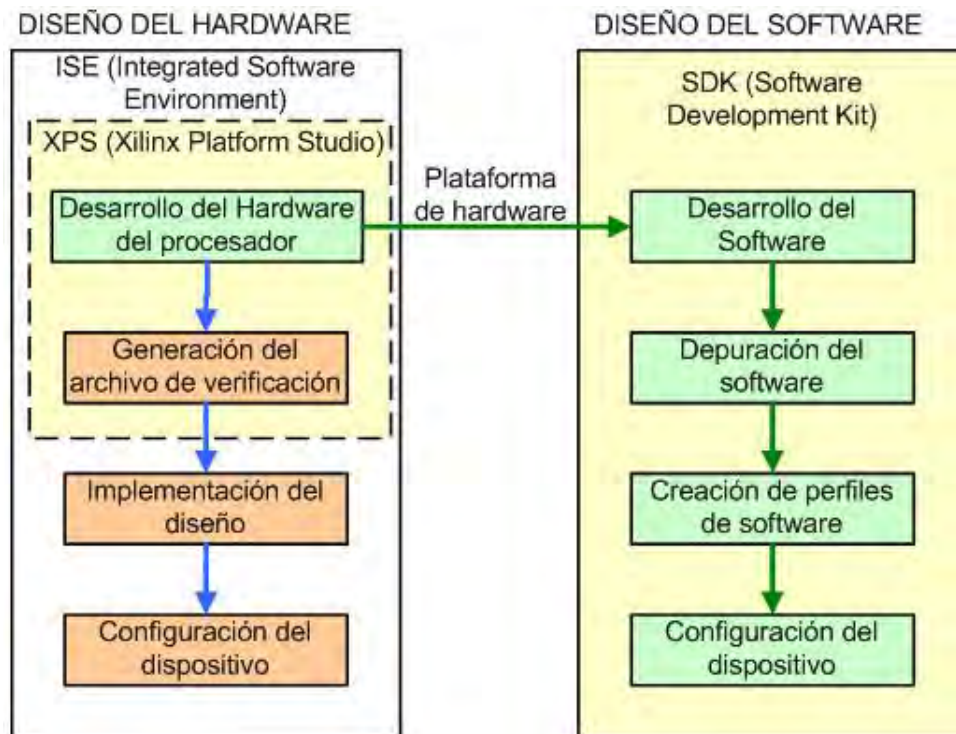 DISEÑO DEL HARDWARE
ISE (Integrated Software
Environment)
XPS (Xilinx Platform Studio)
Desarrollo del Hardware
del procesador
Generación del
archivo de verificación
Implementación del
diseño
Configuración del
dispositivo
Plataforma
de hardware
DISEÑO DEL SOFTWARE
SDK (Software
Development Kit)
Desarrollo del
Software
Depuración del
software
Creación de perfiles
de software
Configuración del
dispositivo